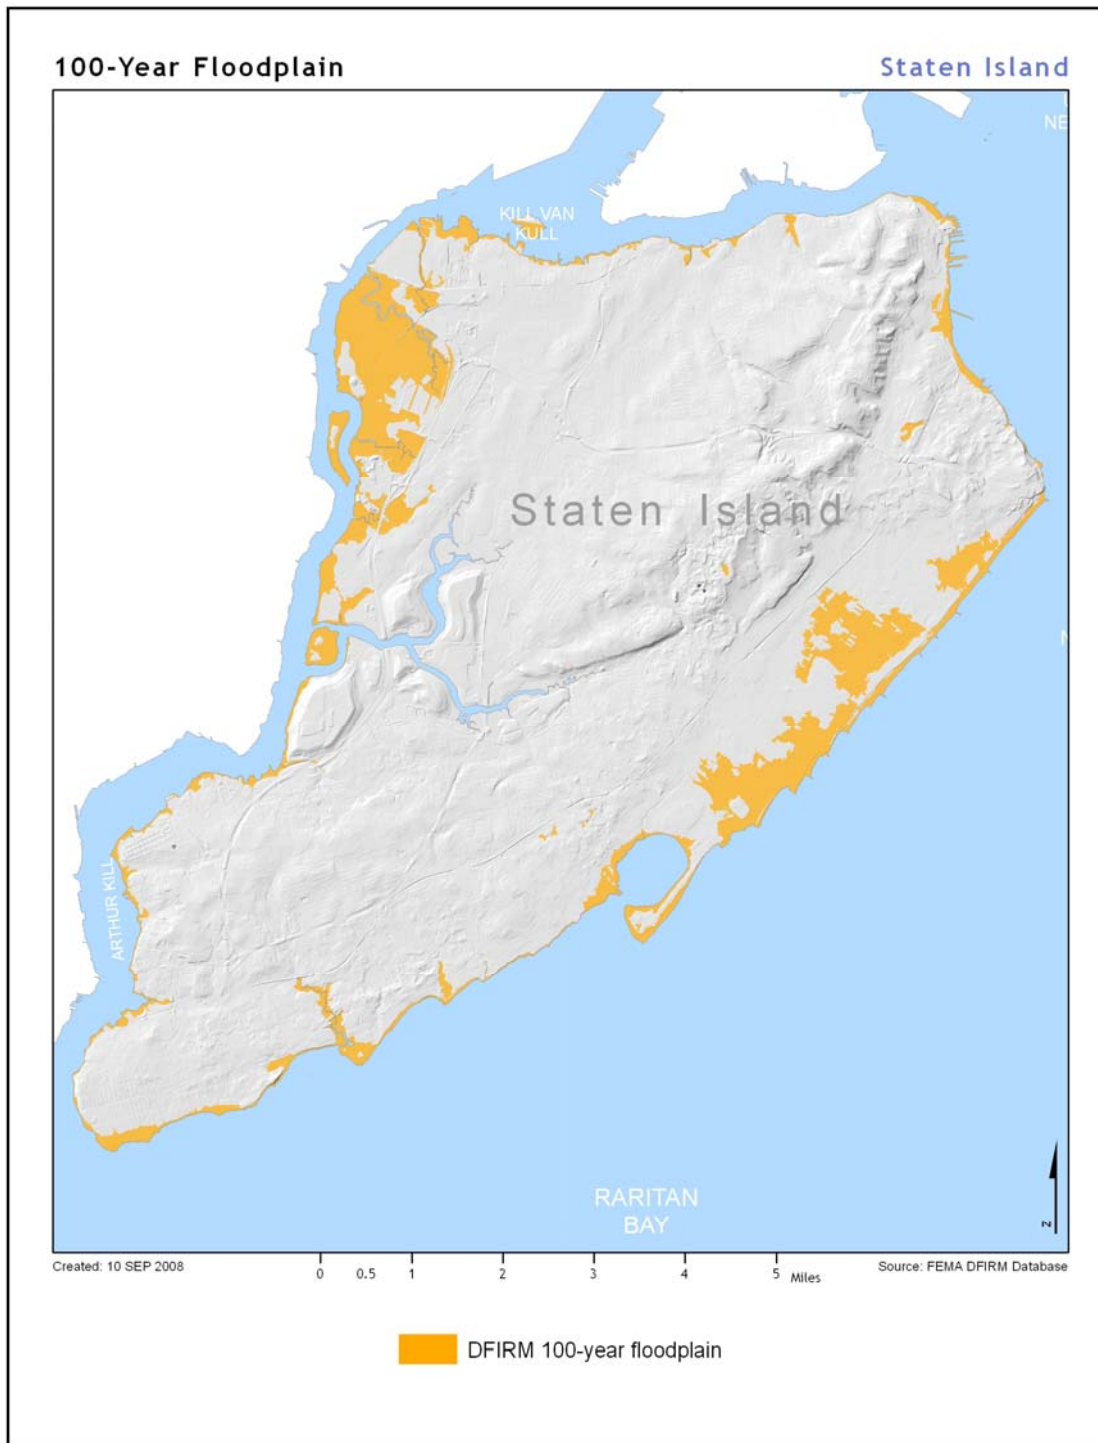 100-Year Floodplain
Staten Island
NE
KILL VAN
KULL
Staten Island
N
ARTHUR KILL
RARITAN
BAY
N
Created: 10 SEP 2008
0 0.5 1 2 3 4 5 Miles
Source: FEMA DFIRM Database
DFIRM 100-year floodplain